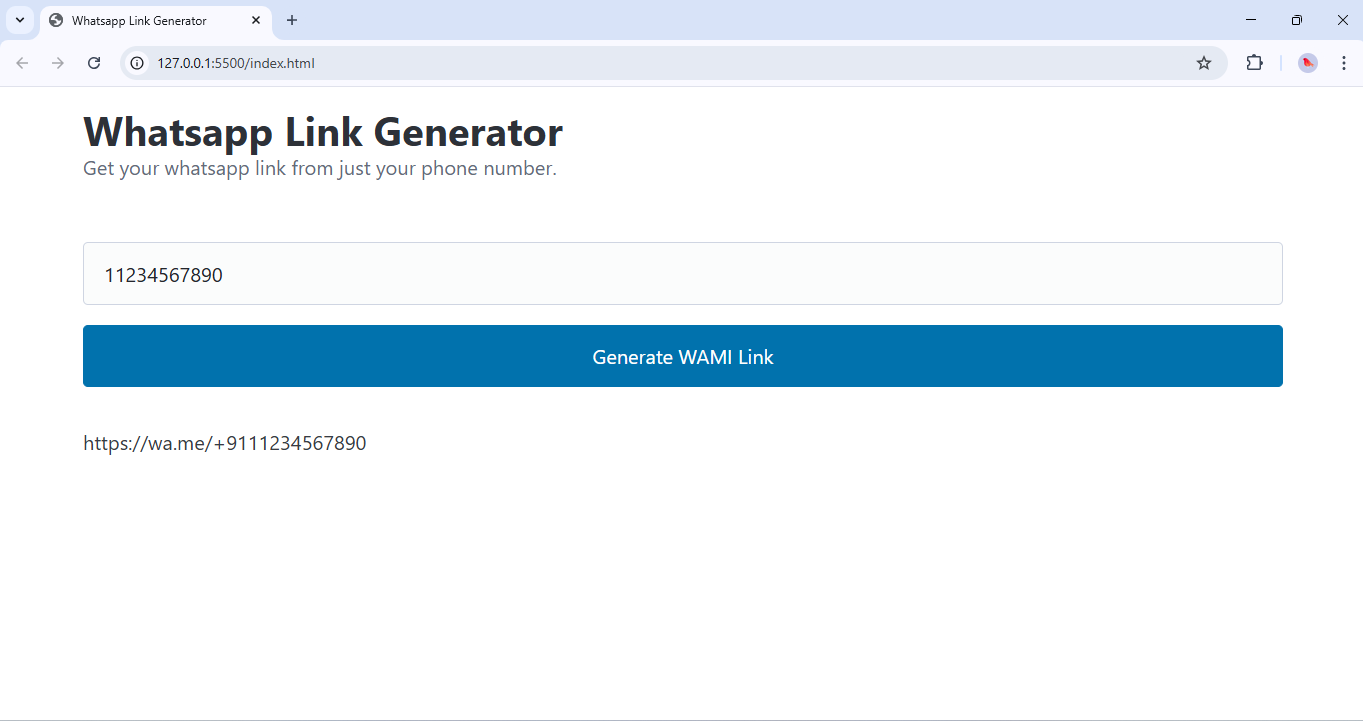 Whatsapp Link Generator
127.0.0.1:5500/index.html
Whatsapp Link Generator
Get your whatsapp link from just your phone number.
11234567890
Generate WAMI Link
https://wa.me/+9111234567890